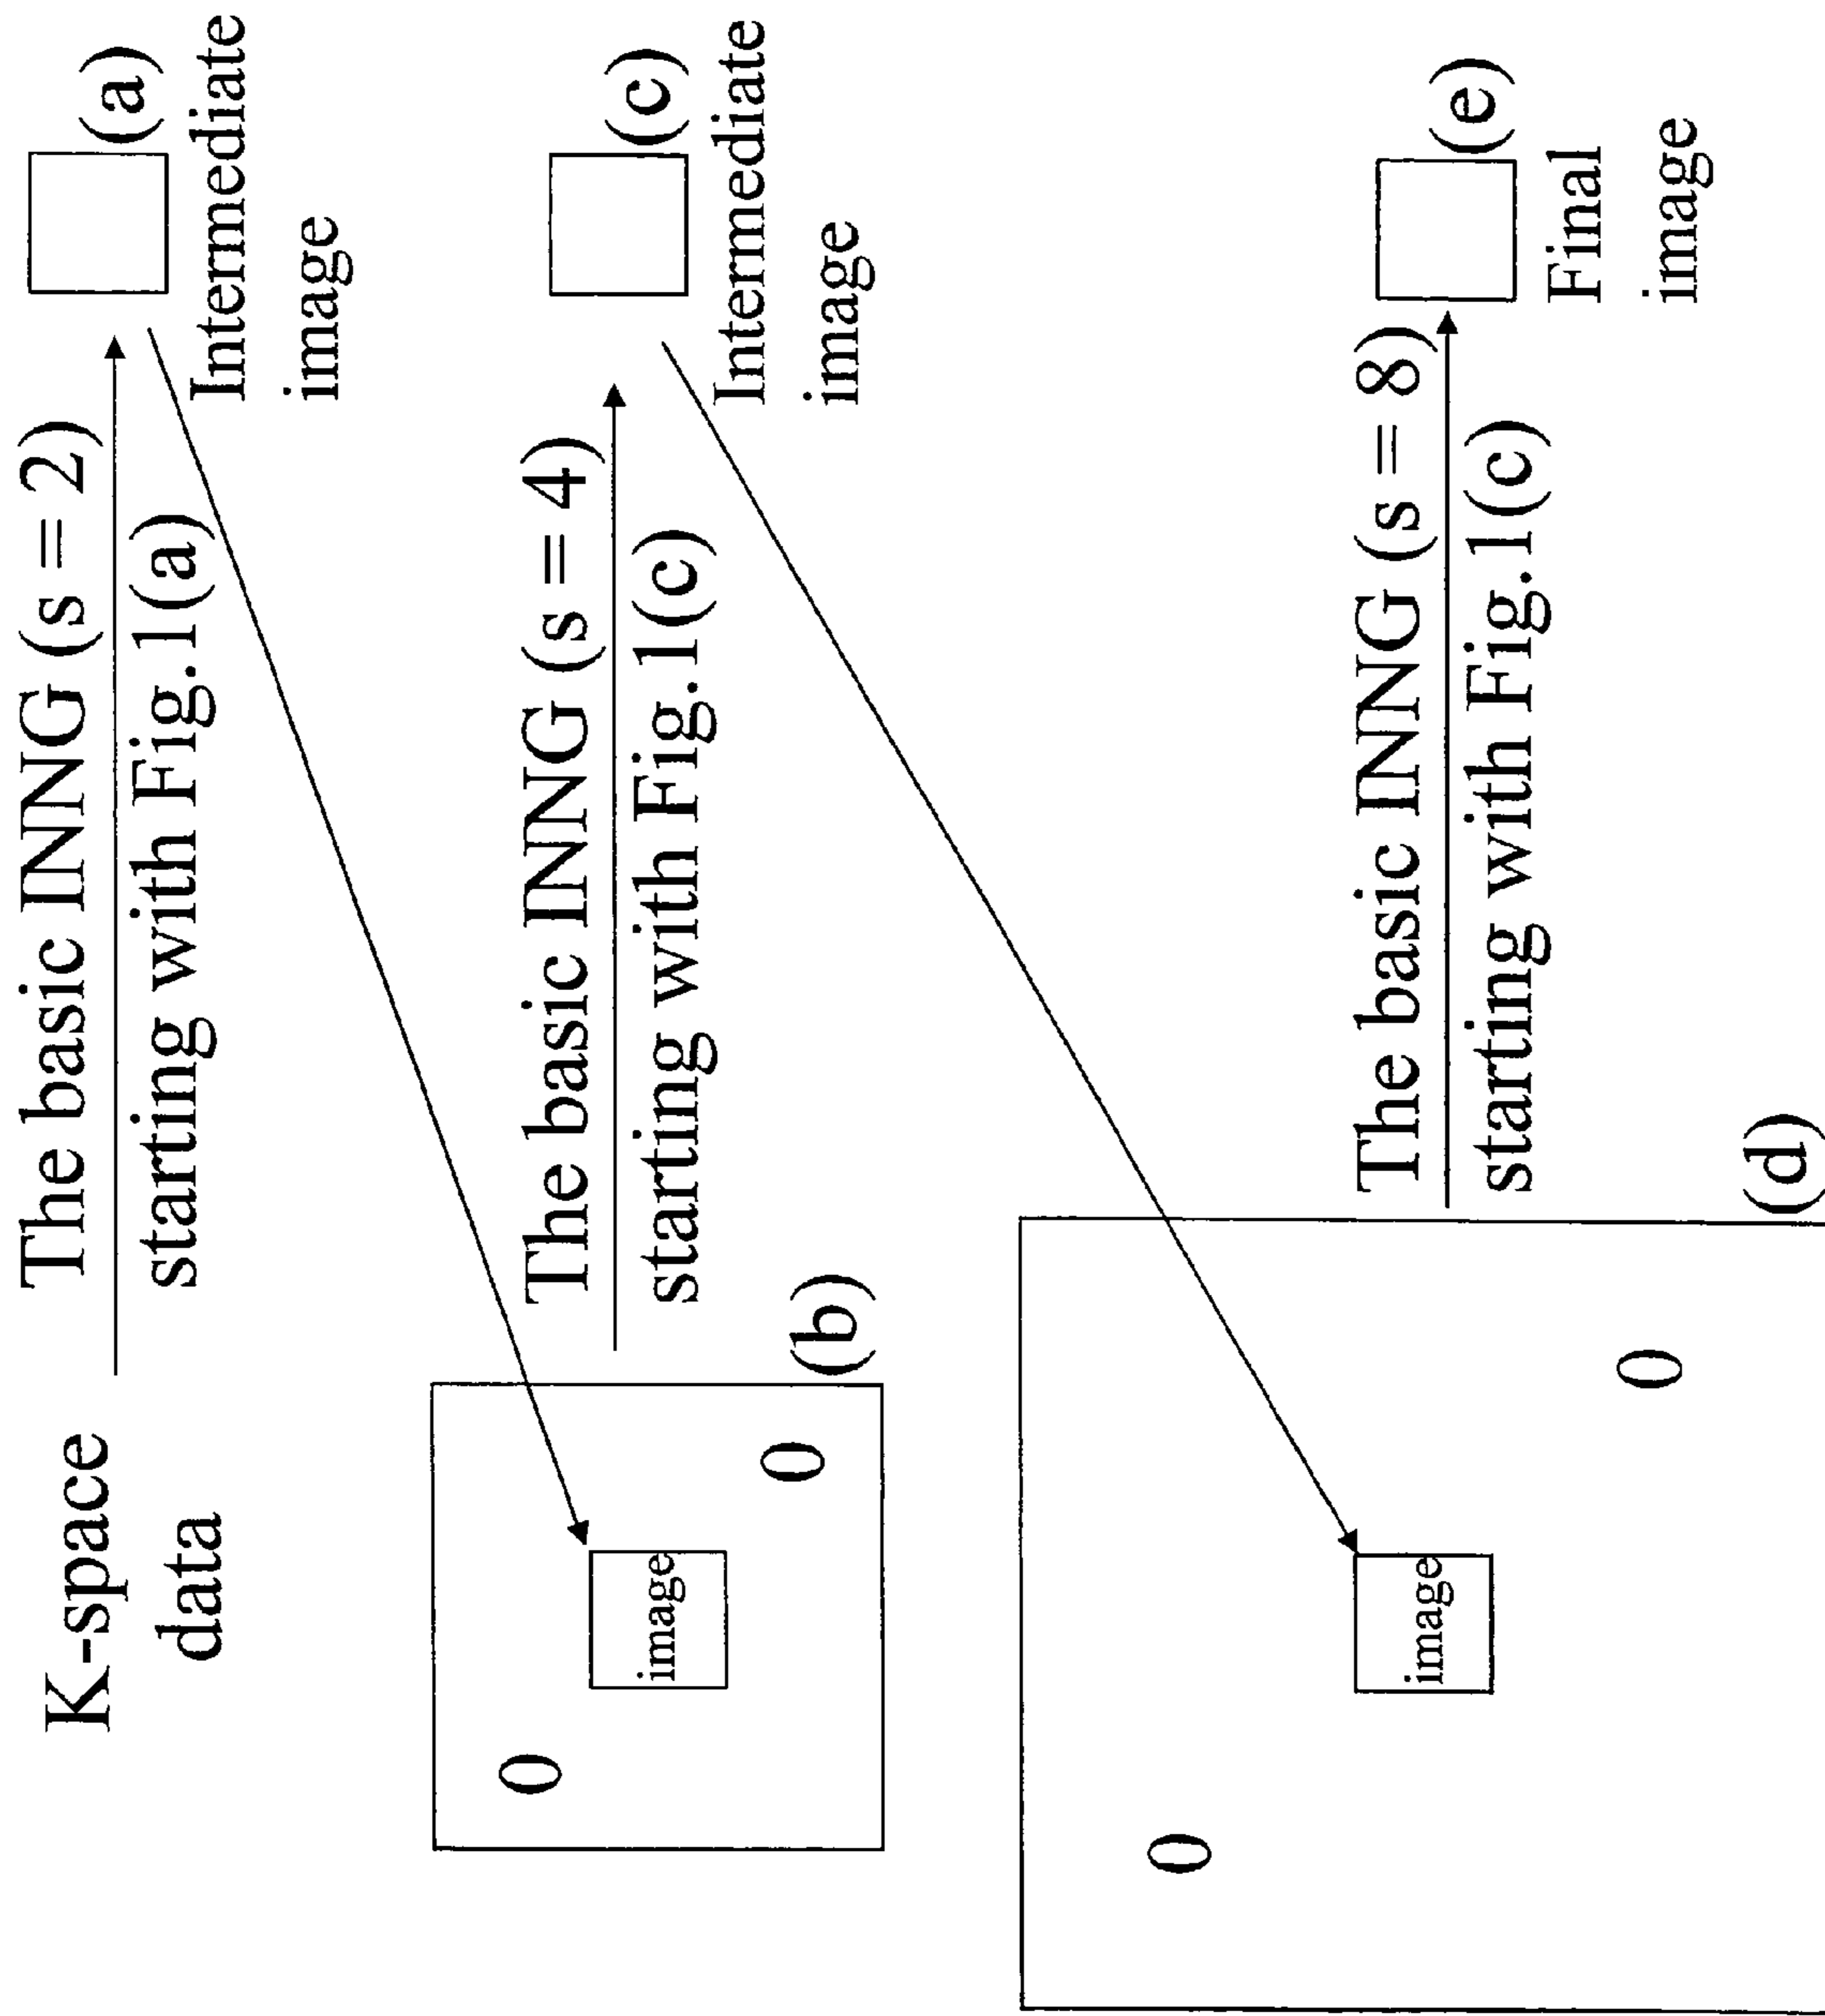 K-space
data
The basic INNG (s = 2)
starting with Fig.1(a)
(a)
Intermediate
image
0
image
0
(b)
The basic INNG (s = 4)
starting with Fig.1(c)
(c)
Intermediate
image
0
image
0
(d)
The basic INNG (s = 8)
starting with Fig.1(c)
(e)
Final
image